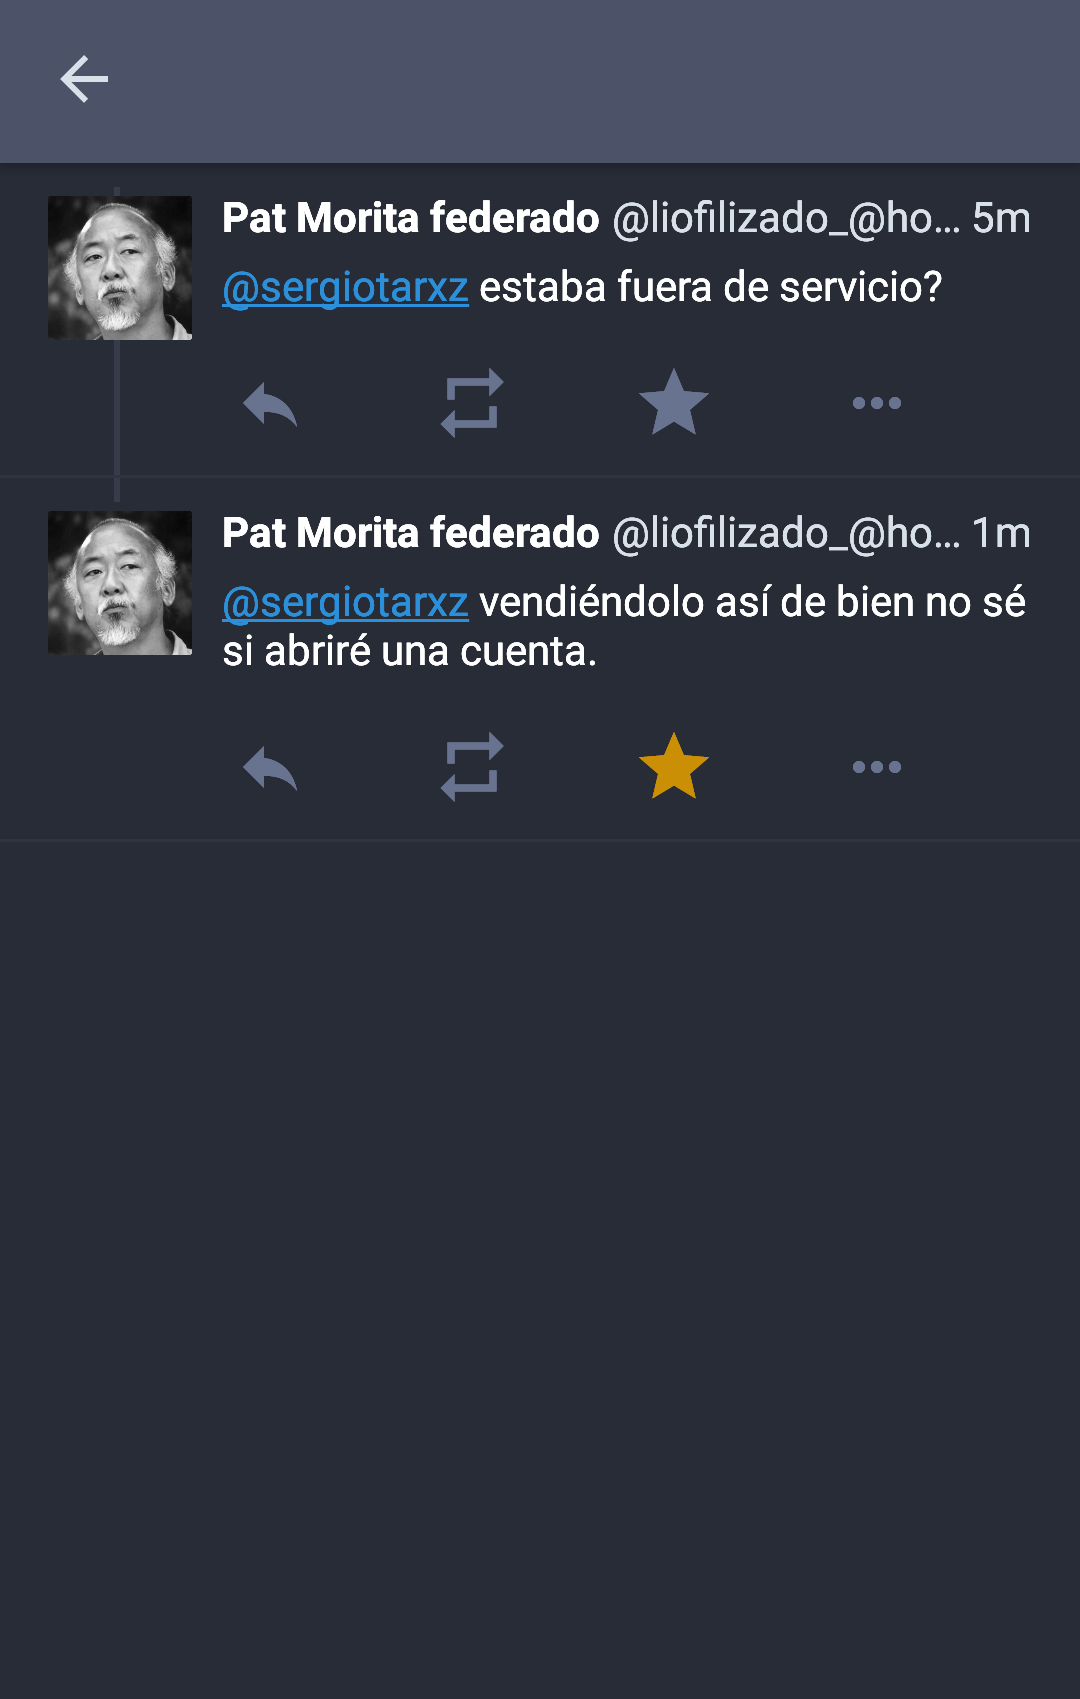 Pat Morita federado @liofilizado_@ho... 5m
@sergiotarxz estaba fuera de servicio?
Pat Morita federado @liofilizado_@ho... 1m
@sergiotarxz vendiéndolo así de bien no sé
si abriré una cuenta.